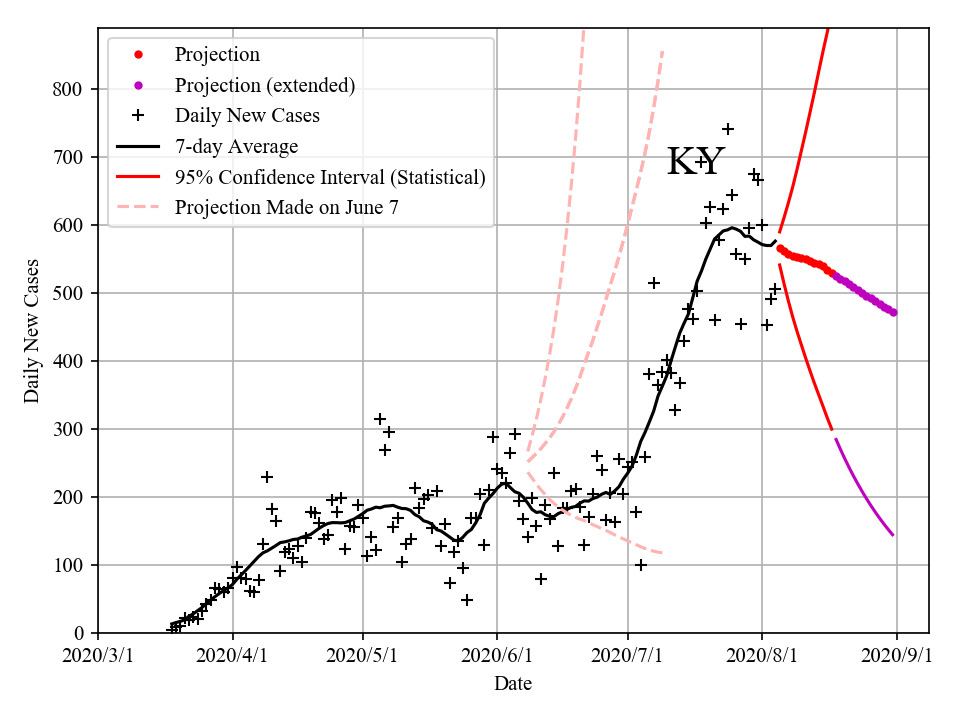 Projection
Projection (extended)
Daily New Cases
7-day Average
95% Confidence Interval (Statistical)
Projection Made on June 7
KY
Daily New Cases
800
700
600
500
400
300
200
100
0
2020/3/1 2020/4/1 2020/5/1 2020/6/1 2020/7/1 2020/8/1 2020/9/1
Date